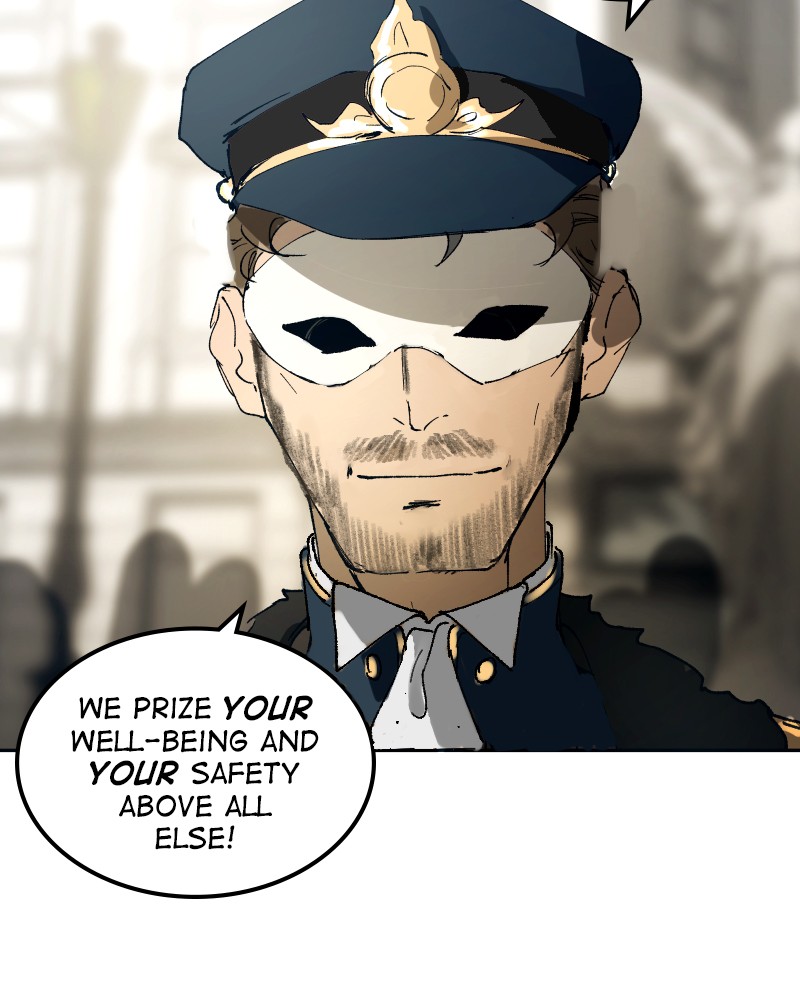 WE PRIZE YOUR
WELL-BEING AND
YOUR SAFETY
ABOVE ALL
ELSE!